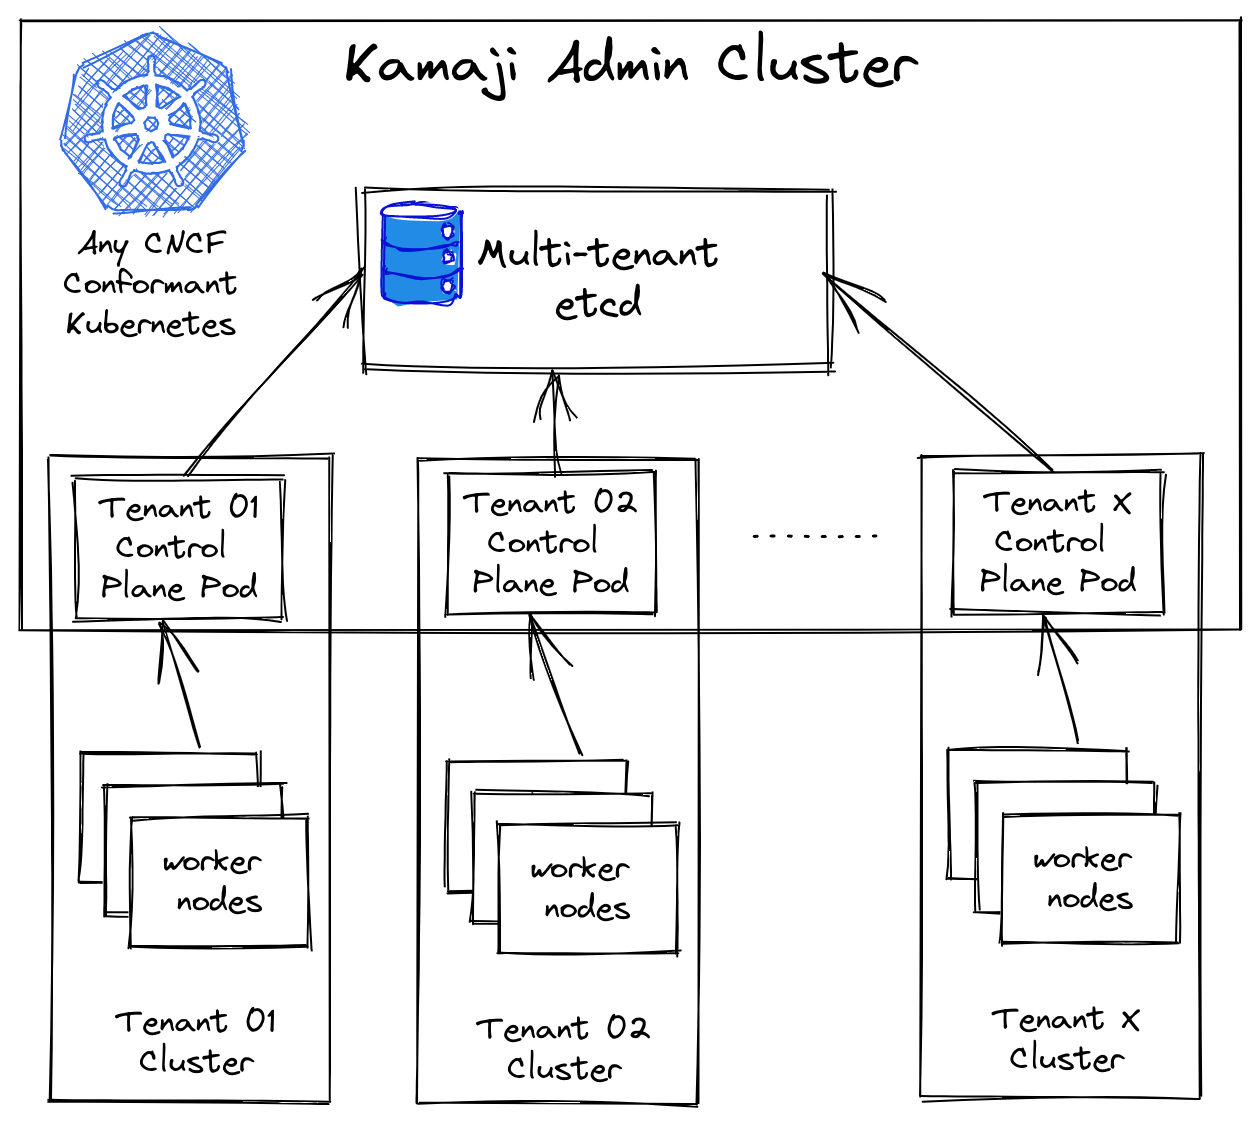 Kamaji Admin Cluster
Any CNCF
Conformant
Kubernetes
Multi-tenant
etcd
Tenant 01
Control
Plane Pod
Tenant 02
Control
Plane Pod
Tenant X
Control
Plane Pod
worker
nodes
worker
nodes
worker
nodes
Tenant 01
Cluster
Tenant 02
Cluster
Tenant X
Cluster